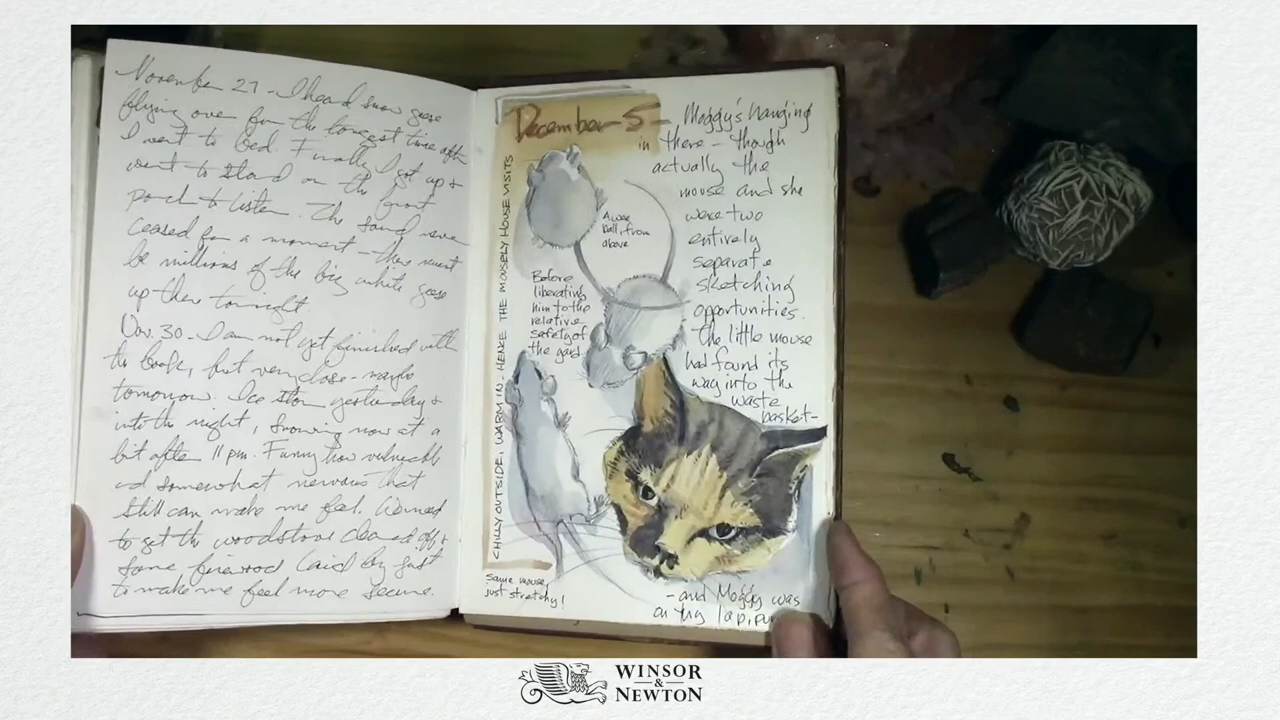 November 27 - I heard snow geese
flying over for the longest time after
I went to bed. Finally I got up &
went to stand on the front
porch to listen. The sound never
ceased for a moment - there must
be millions of the big white geese
up there tonight.
Nov. 30 - I am not yet finished with
the book, but very close - maybe
tomorrow. Ice storm yesterday &
into the night, snowing now at a
bit after 11 pm. Funny how vulnerable
and somewhat nervous that
still can make me feel. Worked
to get the woodstove cleared off &
some firewood laid by just
to make me feel more secure.
December 5 - Moggy's hanging
in there - though
actually the
mouse and she
were two
entirely
separate
sketching
opportunities.
The little mouse
had found its
way into the
waste
basket -
CHILLY OUTSIDE, WARM IN. HENCE THE MOUSELY HOUSE VISITS
A wee
ball, from
above
Before
liberating
him to the
relative
safety of
the yard.
Same mouse,
just stretchy!
- and Moggy was
on my lap,
WINSOR
&
NEWTON